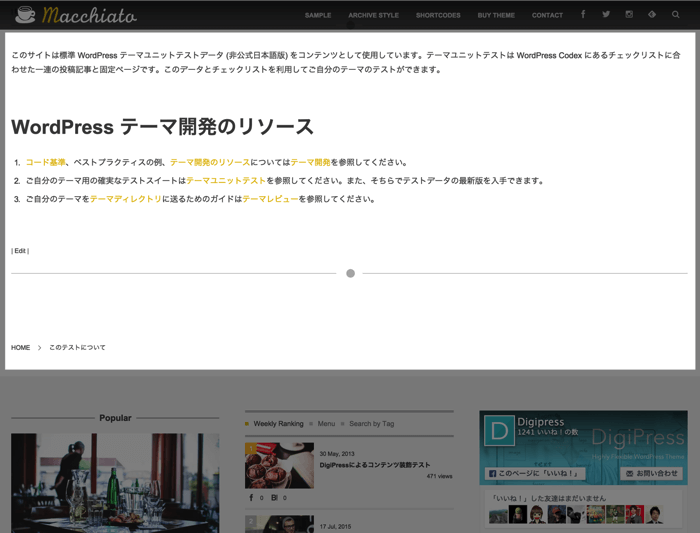 Macchiato
SAMPLE ARCHIVE STYLE SHORTCODES BUY THEME CONTACT
このサイトは標準 WordPress テーマユニットテストデータ (非公式日本語版) をコンテンツとして使用しています。テーマユニットテストは WordPress Codex にあるチェックリストに合
わせた一連の投稿記事と固定ページです。このデータとチェックリストを利用してご自分のテーマのテストができます。
WordPress テーマ開発のリソース
1. コード基準、ベストプラクティスの例、テーマ開発のリソースについてはテーマ開発を参照してください。
2. ご自分のテーマ用の確実なテストスイートはテーマユニットテストを参照してください。また、そちらでテストデータの最新版を入手できます。
3. ご自分のテーマをテーマディレクトリに送るためのガイドはテーマレビューを参照してください。
| Edit |
HOME > このテストについて
Popular
Weekly Ranking Menu Search by Tag
1
30 May, 2013
DigiPressによるコンテンツ装飾テスト
471 views
0 B! 0
2
17 Jul, 2015
D
Digipress
1241 いいね！の数
DigiPress
このページに「いいね！」
お問い合わせ
「いいね！」した友達はまだいません